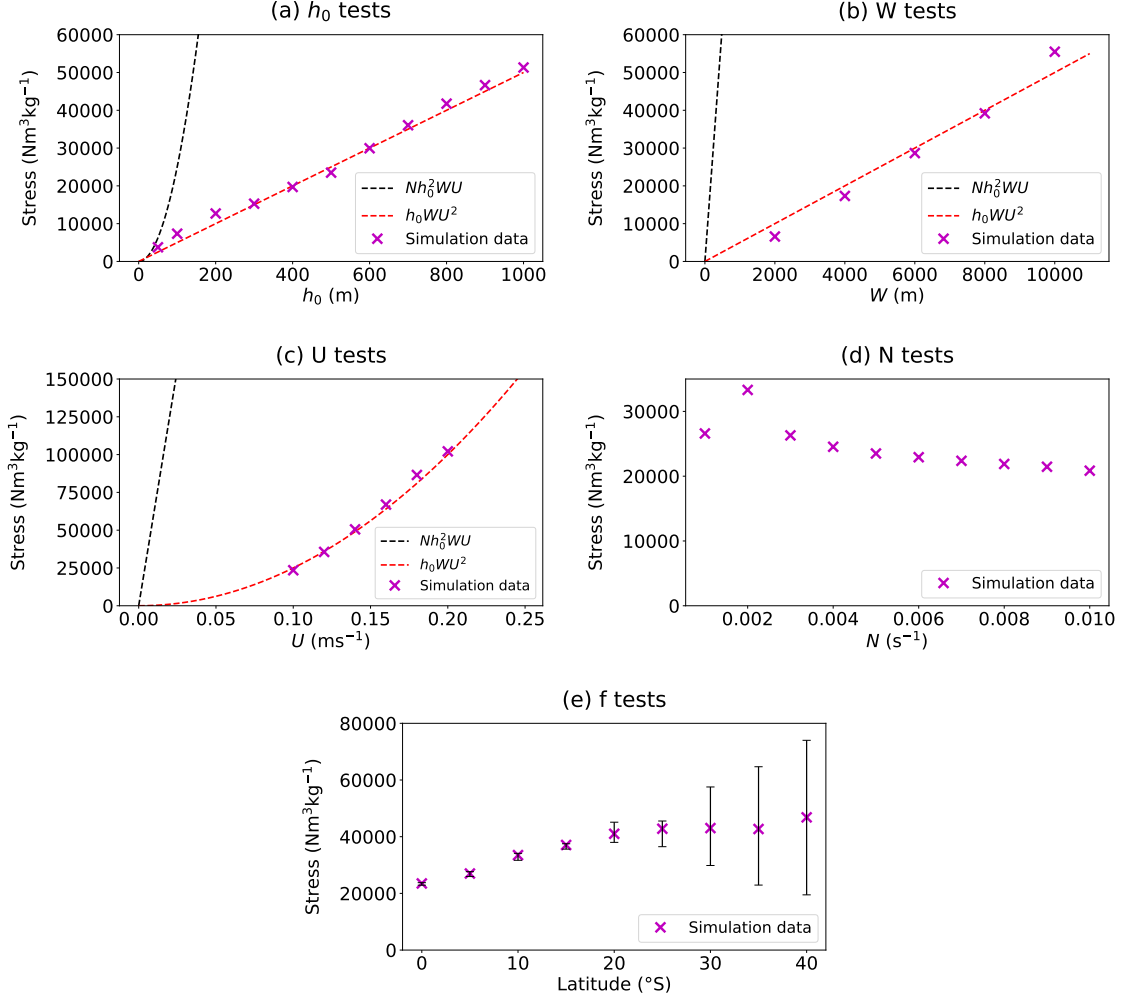 (a) h₀ tests
Stress (Nm³kg⁻¹)
60000
50000
40000
30000
20000
10000
0
Nh₀²WU
h₀WU²
Simulation data
0 200 400 600 800 1000
h₀ (m)
(b) W tests
Stress (Nm³kg⁻¹)
60000
50000
40000
30000
20000
10000
0
Nh₀²WU
h₀WU²
Simulation data
0 2000 4000 6000 8000 10000
W (m)
(c) U tests
Stress (Nm³kg⁻¹)
150000
125000
100000
75000
50000
25000
0
Nh₀²WU
h₀WU²
Simulation data
0.00 0.05 0.10 0.15 0.20 0.25
U (ms⁻¹)
(d) N tests
Stress (Nm³kg⁻¹)
30000
20000
10000
0
Simulation data
0.002 0.004 0.006 0.008 0.010
N (s⁻¹)
(e) f tests
Stress (Nm³kg⁻¹)
80000
60000
40000
20000
0
Simulation data
0 10 20 30 40
Latitude (°S)